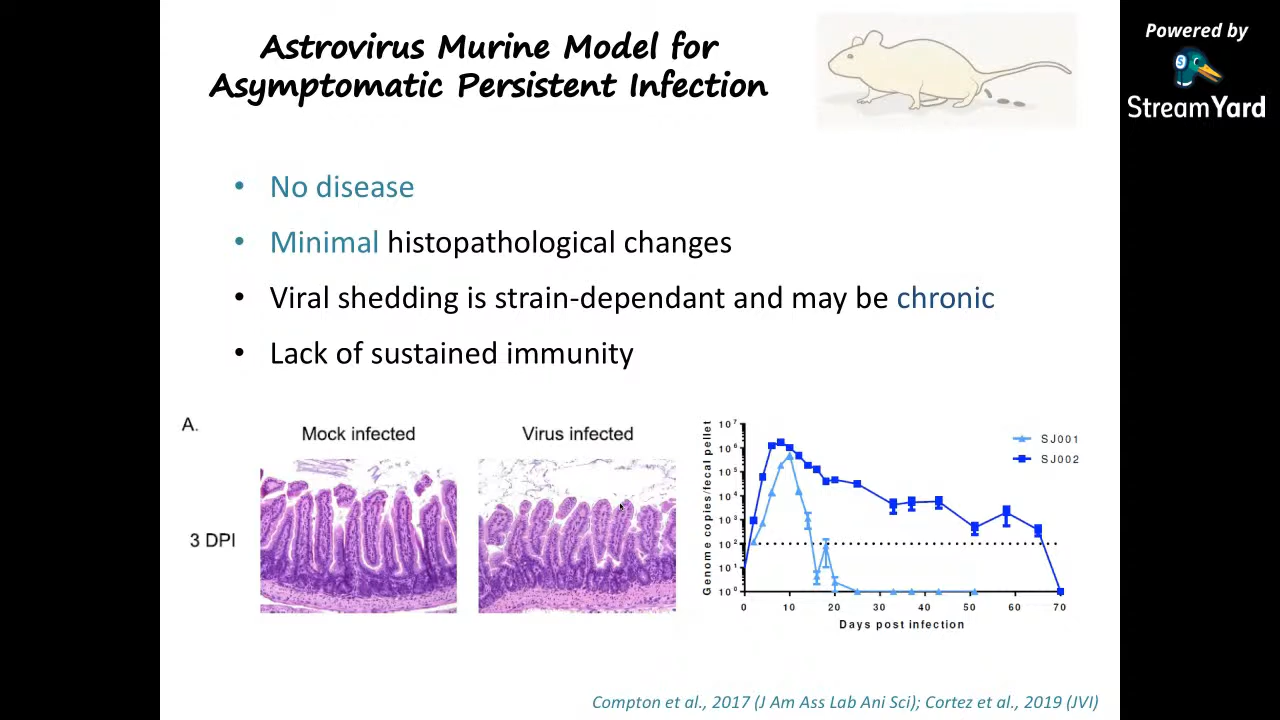 Astrovirus Murine Model for
Asymptomatic Persistent Infection
Powered by
StreamYard
• No disease
• Minimal histopathological changes
• Viral shedding is strain-dependant and may be chronic
• Lack of sustained immunity
A.
Mock infected
Virus infected
3 DPI
Genome copies/fecal pellet
10⁷
10⁶
10⁵
10⁴
10³
10²
10¹
10⁰
SJ001
SJ002
0 10 20 30 40 50 60 70
Days post infection
Compton et al., 2017 (J Am Ass Lab Ani Sci); Cortez et al., 2019 (JVI)